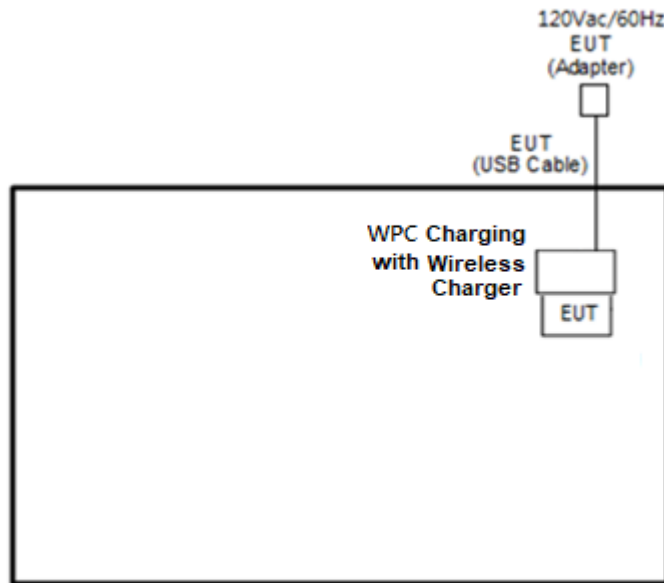 120Vac/60Hz
EUT
(Adapter)
EUT
(USB Cable)
WPC Charging
with Wireless
Charger
EUT